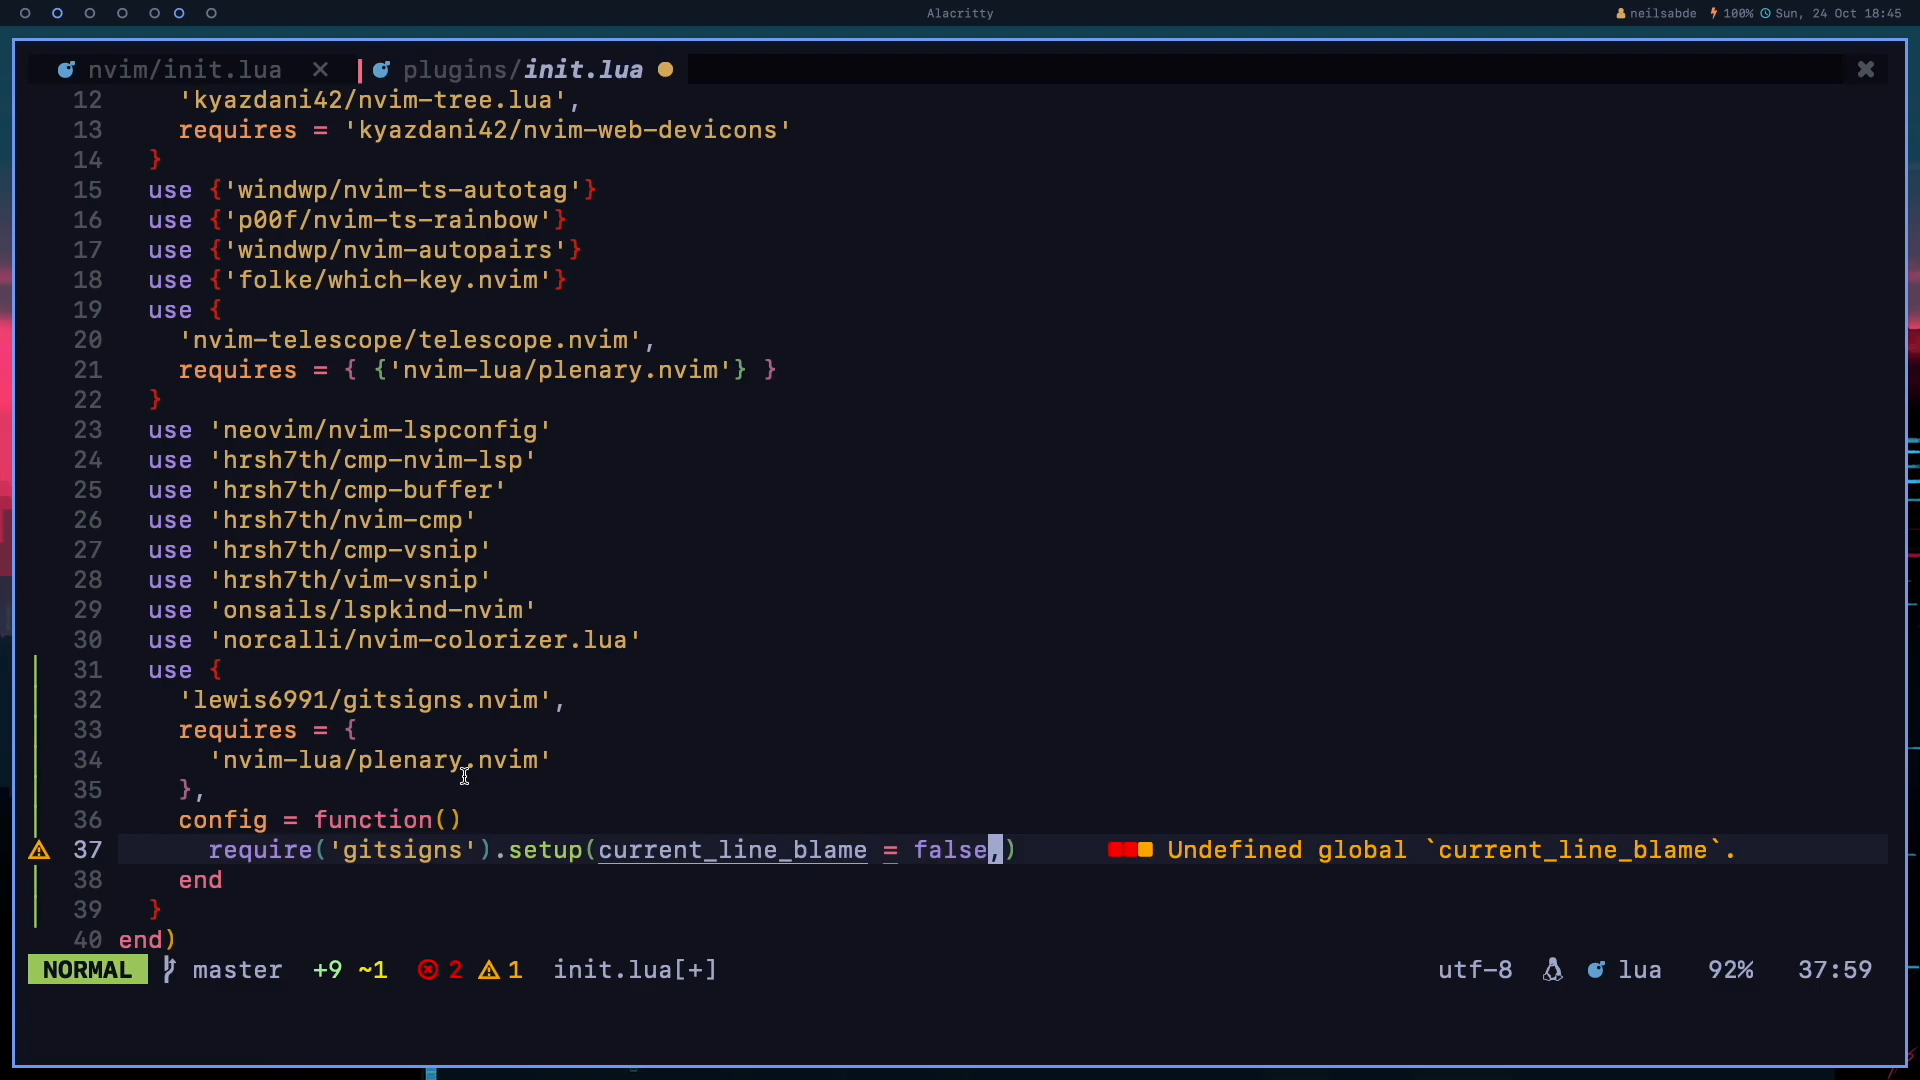 Alacritty
neilsabde 100% Sun, 24 Oct 18:45
nvim/init.lua plugins/init.lua
12 'kyazdani42/nvim-tree.lua',
13 requires = 'kyazdani42/nvim-web-devicons'
14 }
15 use {'windwp/nvim-ts-autotag'}
16 use {'p00f/nvim-ts-rainbow'}
17 use {'windwp/nvim-autopairs'}
18 use {'folke/which-key.nvim'}
19 use {
20 'nvim-telescope/telescope.nvim',
21 requires = { {'nvim-lua/plenary.nvim'} }
22 }
23 use 'neovim/nvim-lspconfig'
24 use 'hrsh7th/cmp-nvim-lsp'
25 use 'hrsh7th/cmp-buffer'
26 use 'hrsh7th/nvim-cmp'
27 use 'hrsh7th/cmp-vsnip'
28 use 'hrsh7th/vim-vsnip'
29 use 'onsails/lspkind-nvim'
30 use 'norcalli/nvim-colorizer.lua'
31 use {
32 'lewis6991/gitsigns.nvim',
33 requires = {
34 'nvim-lua/plenary.nvim'
35 },
36 config = function()
37 require('gitsigns').setup(current_line_blame = false,) Undefined global `current_line_blame`.
38 end
39 }
40 end)
NORMAL master +9 ~1 2 1 init.lua[+] utf-8 lua 92% 37:59